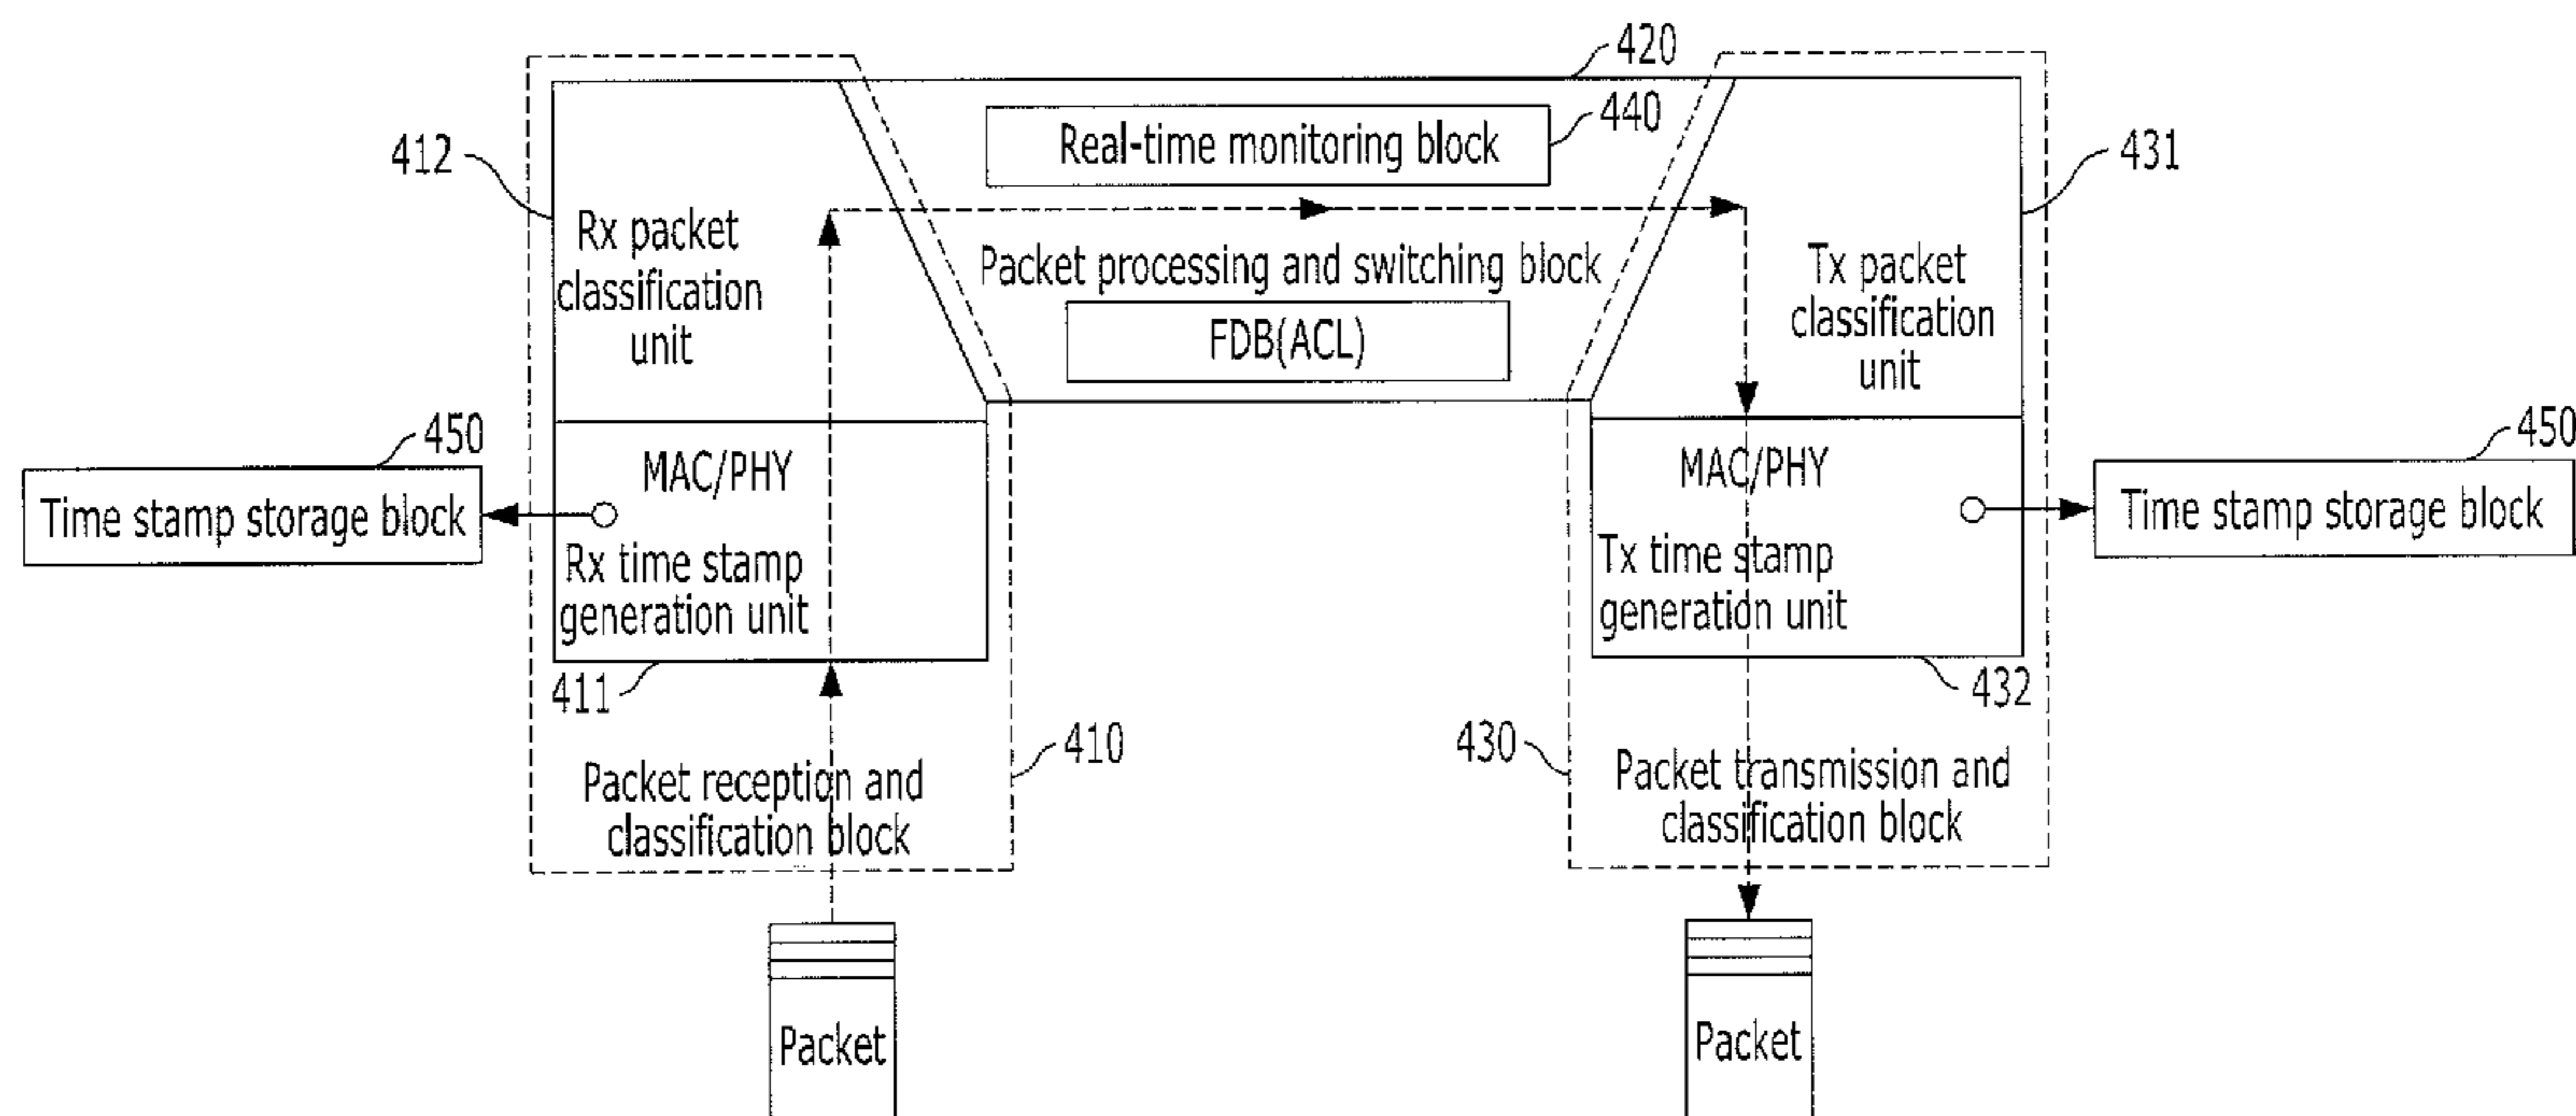 420
440
Real-time monitoring block
412
431
Rx packet
classification
unit
Packet processing and switching block
FDB(ACL)
Tx packet
classification
unit
450
Time stamp storage block
MAC/PHY
Rx time stamp
generation unit
411
MAC/PHY
Tx time stamp
generation unit
432
450
Time stamp storage block
410
Packet reception and
classification block
430
Packet transmission and
classification block
Packet
Packet